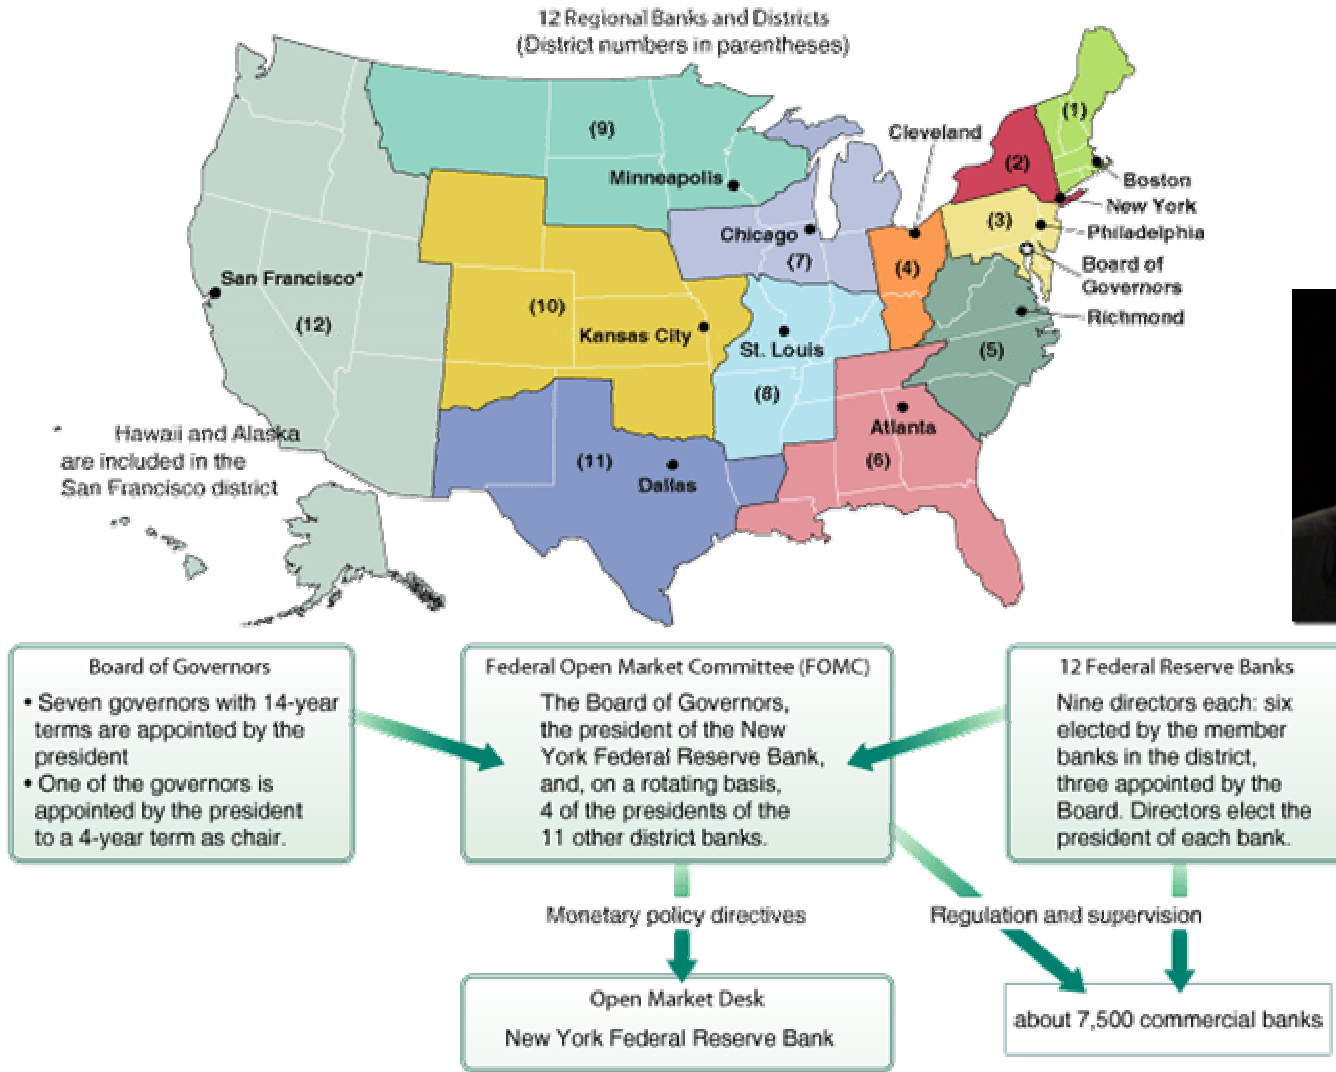 12 Regional Banks and Districts
(District numbers in parentheses)
(1)
(9)
Cleveland
(2)
Minneapolis
Boston
New York
(3)
Chicago
Philadelphia
(7)
(4)
Board of
Governors
San Francisco*
(10)
Richmond
(12)
Kansas City
St. Louis
(5)
(8)
Atlanta
* Hawaii and Alaska
are included in the
San Francisco district
(11)
(6)
Dallas
Board of Governors
• Seven governors with 14-year
terms are appointed by the
president
• One of the governors is
appointed by the president
to a 4-year term as chair.
Federal Open Market Committee (FOMC)
The Board of Governors,
the president of the New
York Federal Reserve Bank,
and, on a rotating basis,
4 of the presidents of the
11 other district banks.
12 Federal Reserve Banks
Nine directors each: six
elected by the member
banks in the district,
three appointed by the
Board. Directors elect the
president of each bank.
Monetary policy directives
Regulation and supervision
Open Market Desk
New York Federal Reserve Bank
about 7,500 commercial banks